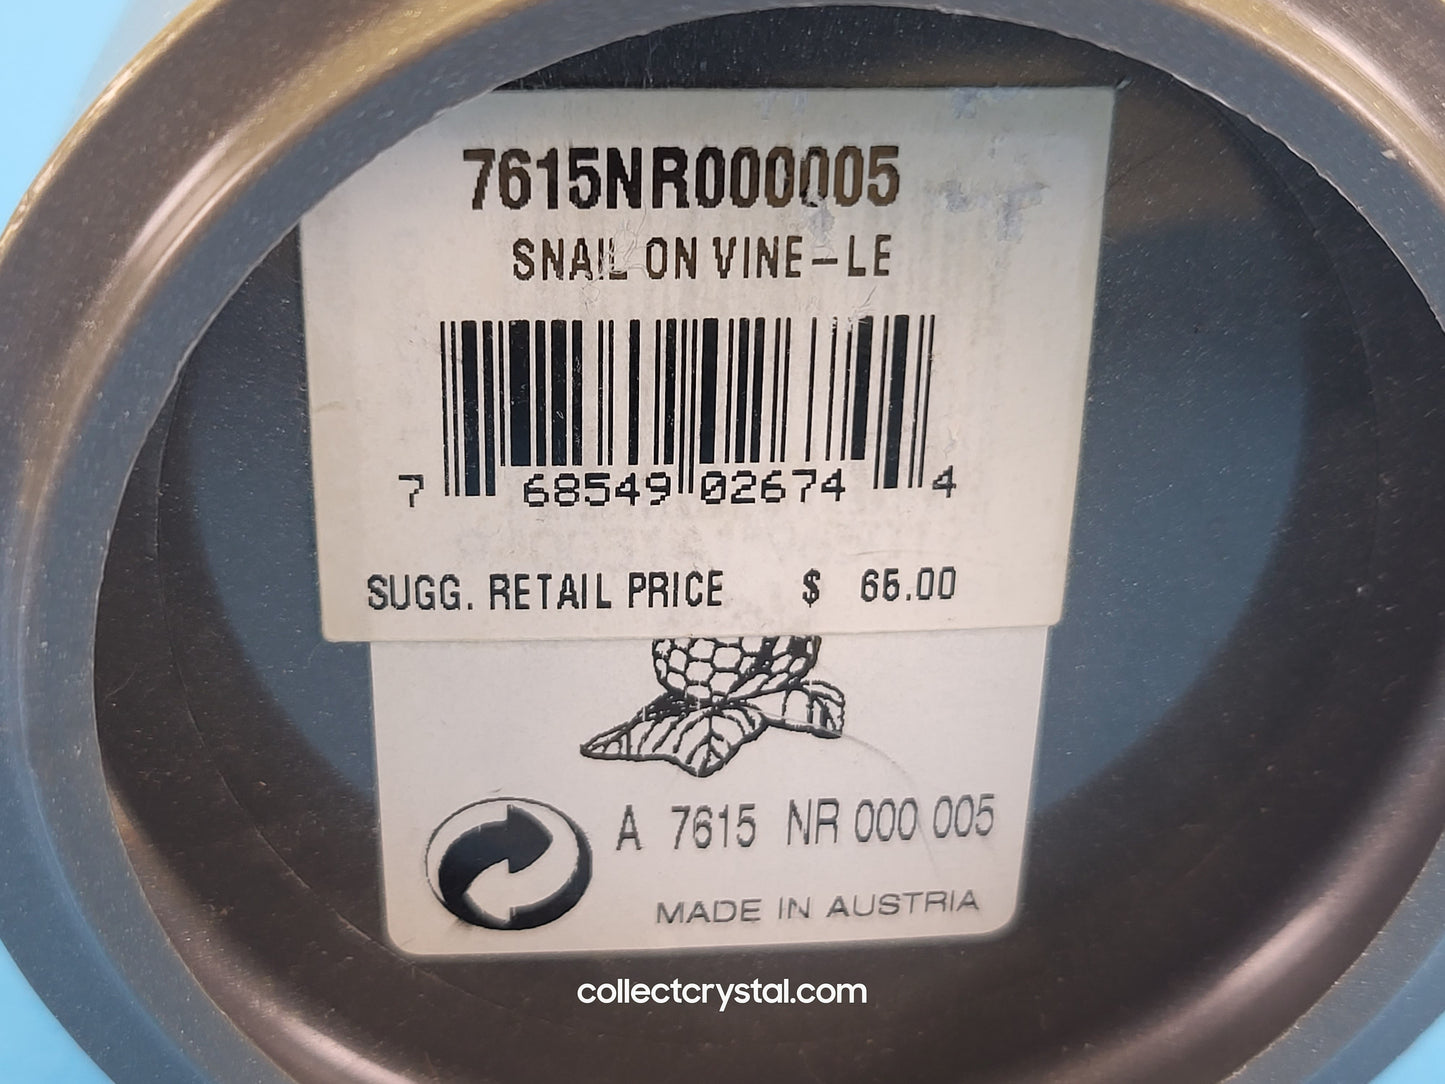 7615NR000005
SNAIL ON VINE-LE
7 68549 02674 4
SUGG. RETAIL PRICE $ 65.00
A 7615 NR 000 005
MADE IN AUSTRIA
collectcrystal.com